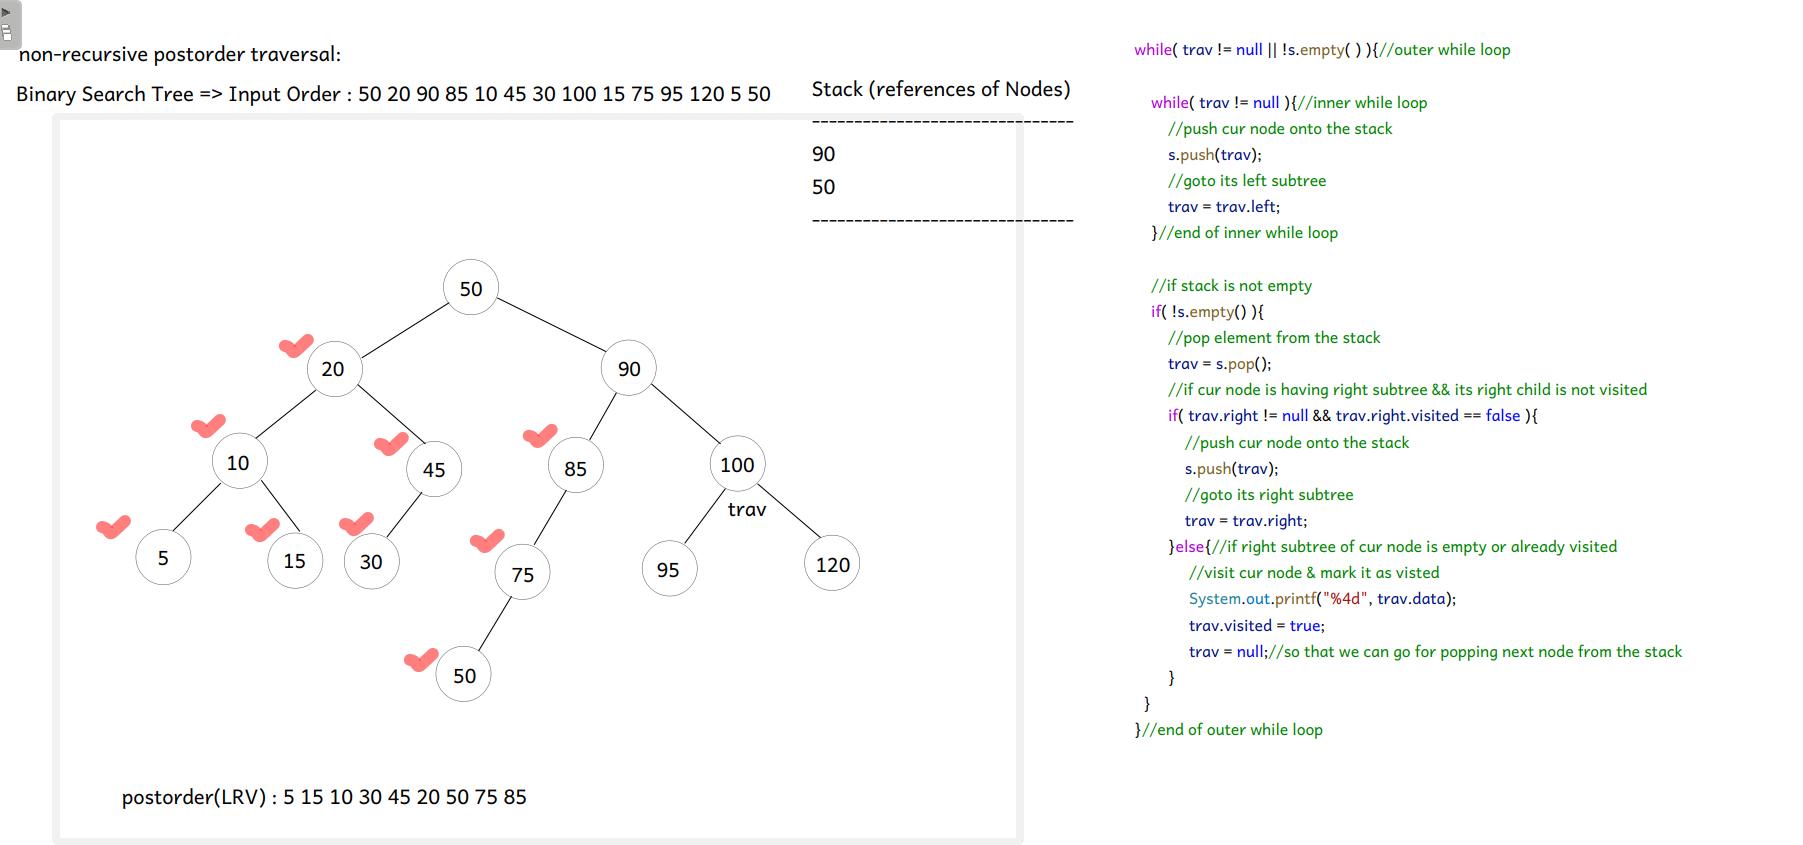 non-recursive postorder traversal:
Binary Search Tree => Input Order : 50 20 90 85 10 45 30 100 15 75 95 120 5 50
Stack (references of Nodes)
-------------------------------
90
50
-------------------------------
50
20
90
10
45
85
100
trav
5
15
30
75
95
120
50
postorder(LRV) : 5 15 10 30 45 20 50 75 85
while( trav != null || !s.empty( ) ){//outer while loop
while( trav != null ){//inner while loop
//push cur node onto the stack
s.push(trav);
//goto its left subtree
trav = trav.left;
}//end of inner while loop
//if stack is not empty
if( !s.empty() ){
//pop element from the stack
trav = s.pop();
//if cur node is having right subtree && its right child is not visited
if( trav.right != null && trav.right.visited == false ){
//push cur node onto the stack
s.push(trav);
//goto its right subtree
trav = trav.right;
}else{//if right subtree of cur node is empty or already visited
//visit cur node & mark it as visted
System.out.printf("%4d", trav.data);
trav.visited = true;
trav = null;//so that we can go for popping next node from the stack
}
}
}//end of outer while loop